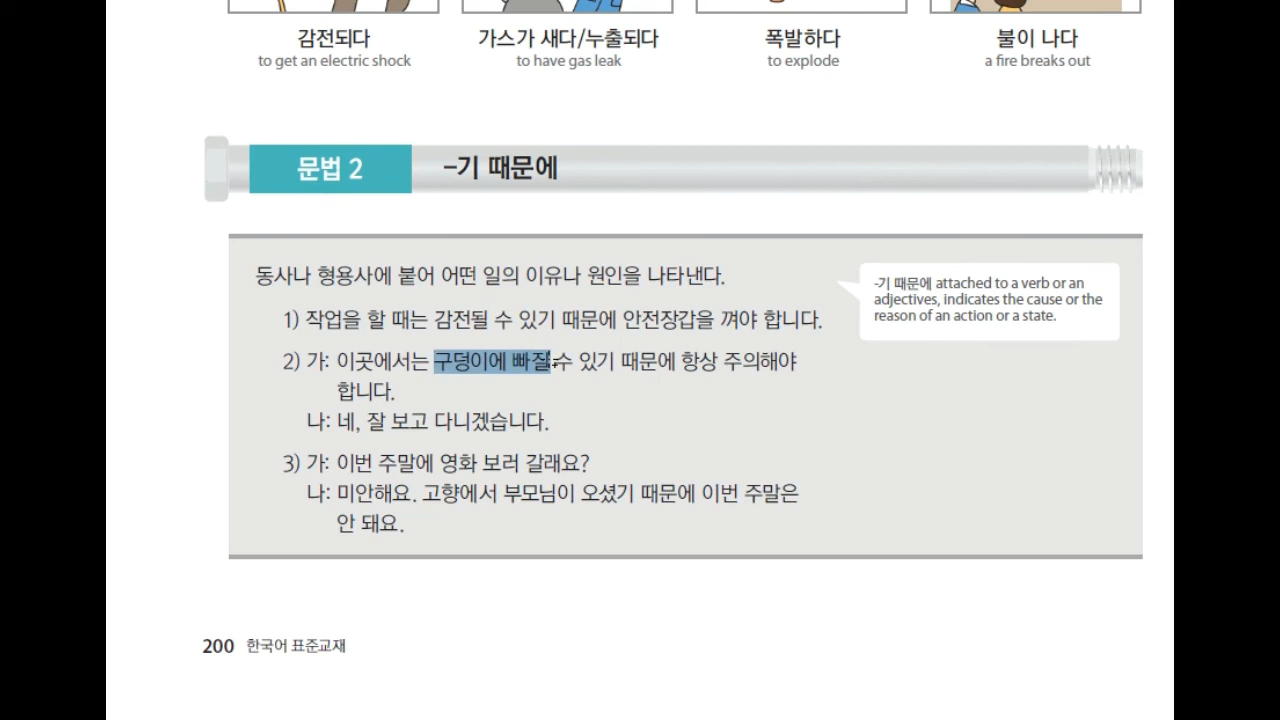 감전되다 가스가 새다/누출되다 폭발하다 불이 나다
to get an electric shock to have gas leak to explode a fire breaks out
문법 2 -기 때문에
동사나 형용사에 붙어 어떤 일의 이유나 원인을 나타낸다.
-기 때문에 attached to a verb or an
adjectives, indicates the cause or the
reason of an action or a state.
1) 작업을 할 때는 감전될 수 있기 때문에 안전장갑을 껴야 합니다.
2) 가: 이곳에서는 구덩이에 빠질 수 있기 때문에 항상 주의해야
합니다.
나: 네, 잘 보고 다니겠습니다.
3) 가: 이번 주말에 영화 보러 갈래요?
나: 미안해요. 고향에서 부모님이 오셨기 때문에 이번 주말은
안 돼요.
200 한국어 표준교재